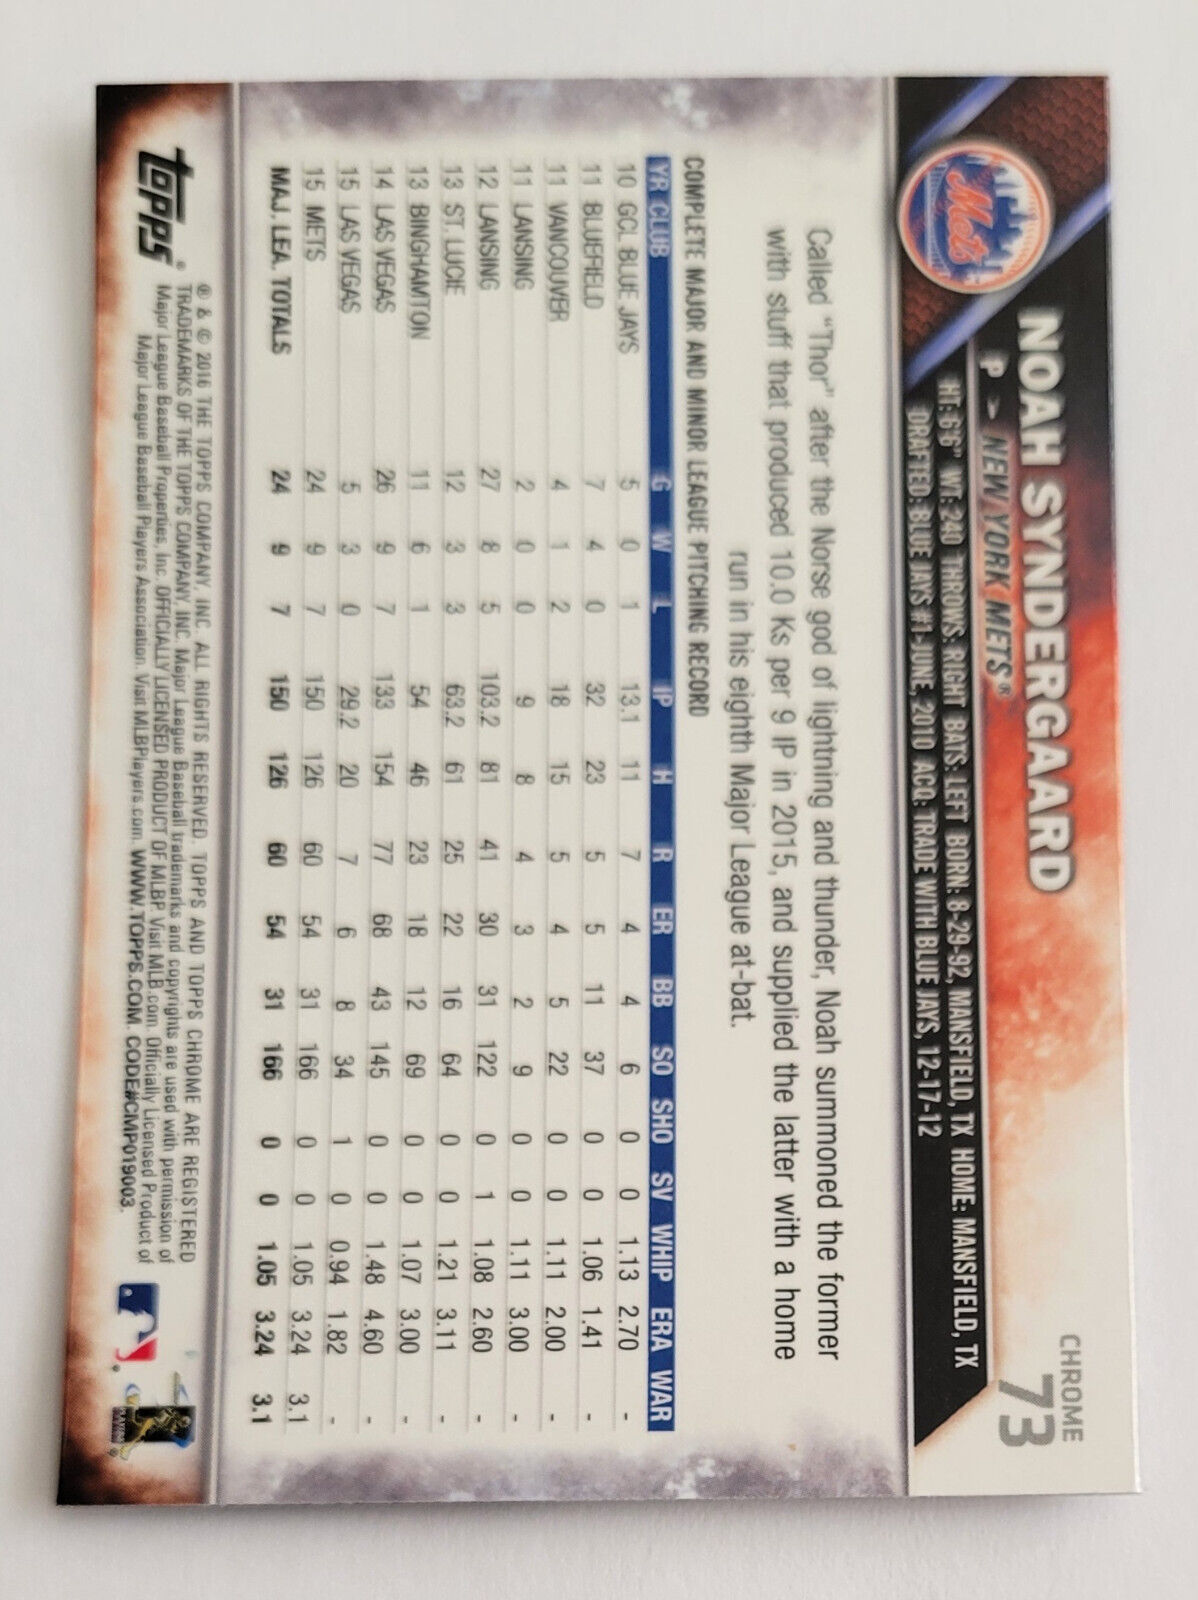 CHROME
73
Mets
NOAH SYNDERGAARD
P > NEW YORK METS®
HT: 6'6" WT: 240 THROWS: RIGHT BATS: LEFT BORN: 8-29-92, MANSFIELD, TX HOME: MANSFIELD, TX
DRAFTED: BLUE JAYS #1-JUNE, 2010 ACQ: TRADE WITH BLUE JAYS, 12-17-12
Called "Thor" after the Norse god of lightning and thunder, Noah summoned the former
with stuff that produced 10.0 Ks per 9 IP in 2015, and supplied the latter with a home
run in his eighth Major League at-bat.
COMPLETE MAJOR AND MINOR LEAGUE PITCHING RECORD
YR CLUB G W L IP H R ER BB SO SHO SV WHIP ERA WAR
10 GCL BLUE JAYS 5 0 1 13.1 11 7 4 4 6 0 0 1.13 2.70 -
11 BLUEFIELD 7 4 0 32 23 5 5 11 37 0 0 1.06 1.41 -
11 VANCOUVER 4 1 2 18 15 5 4 5 22 0 0 1.11 2.00 -
11 LANSING 2 0 0 9 8 4 3 2 9 0 0 1.11 3.00 -
12 LANSING 27 8 5 103.2 81 41 30 31 122 0 1 1.08 2.60 -
13 ST. LUCIE 12 3 3 63.2 61 25 22 16 64 0 0 1.21 3.11 -
13 BINGHAMTON 11 6 1 54 46 23 18 12 69 0 0 1.07 3.00 -
14 LAS VEGAS 26 9 7 133 154 77 68 43 145 0 0 1.48 4.60 -
15 LAS VEGAS 5 3 0 29.2 20 7 6 8 34 1 0 0.94 1.82 -
15 METS 24 9 7 150 126 60 54 31 166 0 0 1.05 3.24 3.1
MAJ. LEA. TOTALS 24 9 7 150 126 60 54 31 166 0 0 1.05 3.24 3.1
topps®
® & © 2016 THE TOPPS COMPANY, INC. ALL RIGHTS RESERVED. TOPPS AND TOPPS CHROME ARE REGISTERED
TRADEMARKS OF THE TOPPS COMPANY, INC. Major League Baseball trademarks and copyrights are used with permission of
Major League Baseball Properties, Inc. OFFICIALLY LICENSED PRODUCT OF MLBP. Visit MLB.com. Officially Licensed Product of
Major League Baseball Players Association. Visit MLBPlayers.com. WWW.TOPPS.COM. CODE#CMP019003.